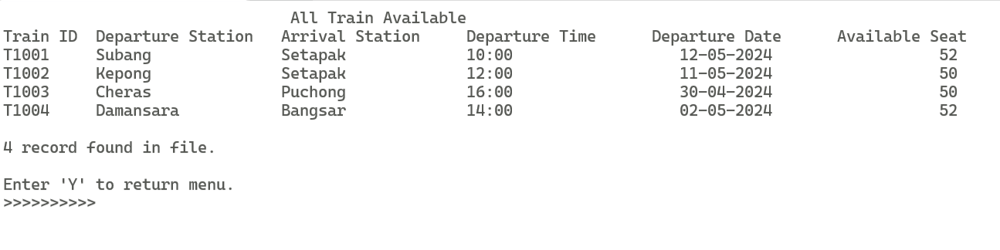 All Train Available
Train ID  Departure Station   Arrival Station     Departure Time      Departure Date      Available Seat
T1001     Subang              Setapak             10:00                  12-05-2024                  52
T1002     Kepong              Setapak             12:00                  11-05-2024                  50
T1003     Cheras              Puchong             16:00                  30-04-2024                  50
T1004     Damansara           Bangsar             14:00                  02-05-2024                  52
4 record found in file.
Enter 'Y' to return menu.
>>>>>>>>>>